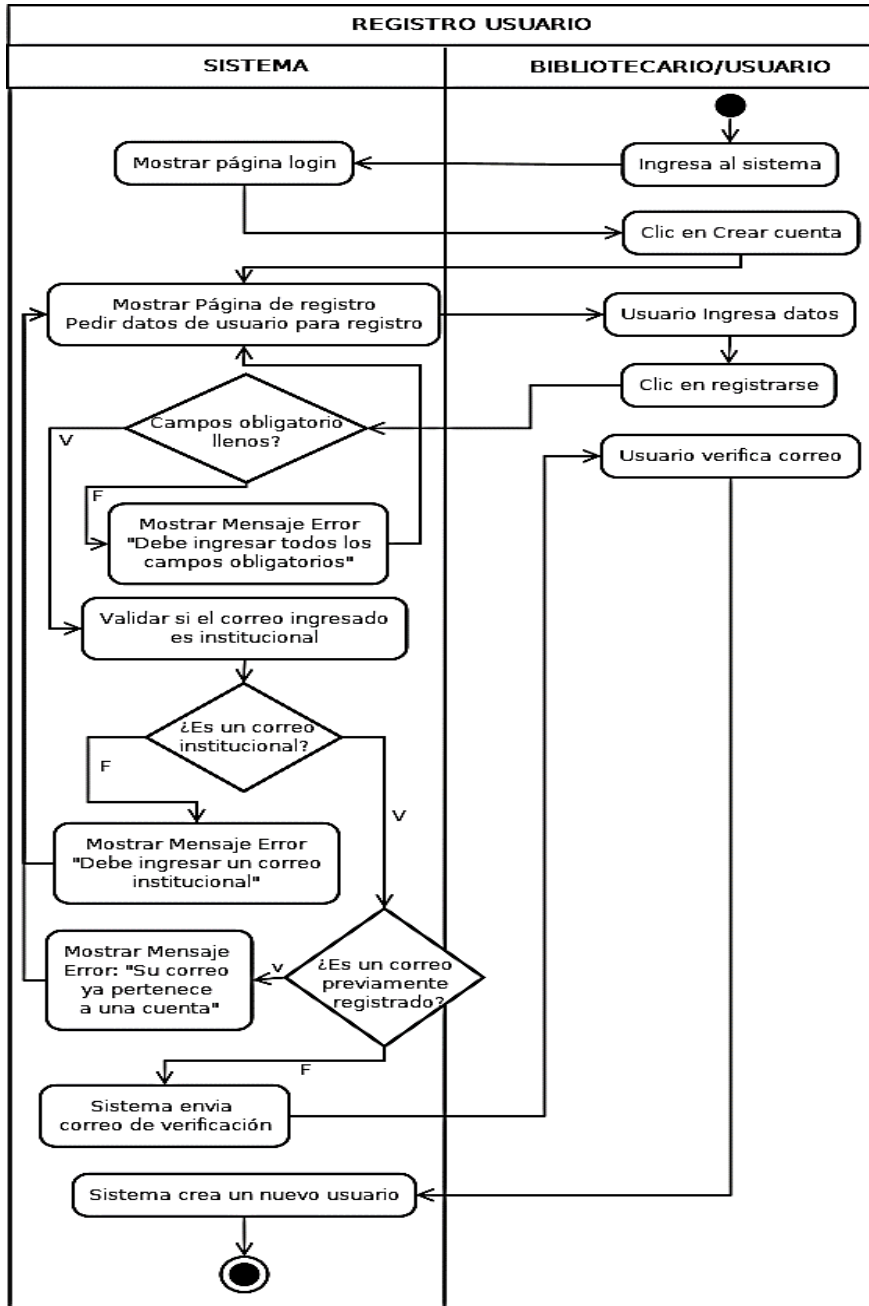 REGISTRO USUARIO
SISTEMA
BIBLIOTECARIO/USUARIO
Mostrar página login
Ingresa al sistema
Clic en Crear cuenta
Mostrar Página de registro
Pedir datos de usuario para registro
Usuario Ingresa datos
Clic en registrarse
Campos obligatorio
llenos?
V
F
Usuario verifica correo
Mostrar Mensaje Error
"Debe ingresar todos los
campos obligatorios"
Validar si el correo ingresado
es institucional
¿Es un correo
institucional?
F
V
Mostrar Mensaje Error
"Debe ingresar un correo
institucional"
Mostrar Mensaje
Error: "Su correo
ya pertenece
a una cuenta"
v
¿Es un correo
previamente
registrado?
F
Sistema envia
correo de verificación
Sistema crea un nuevo usuario